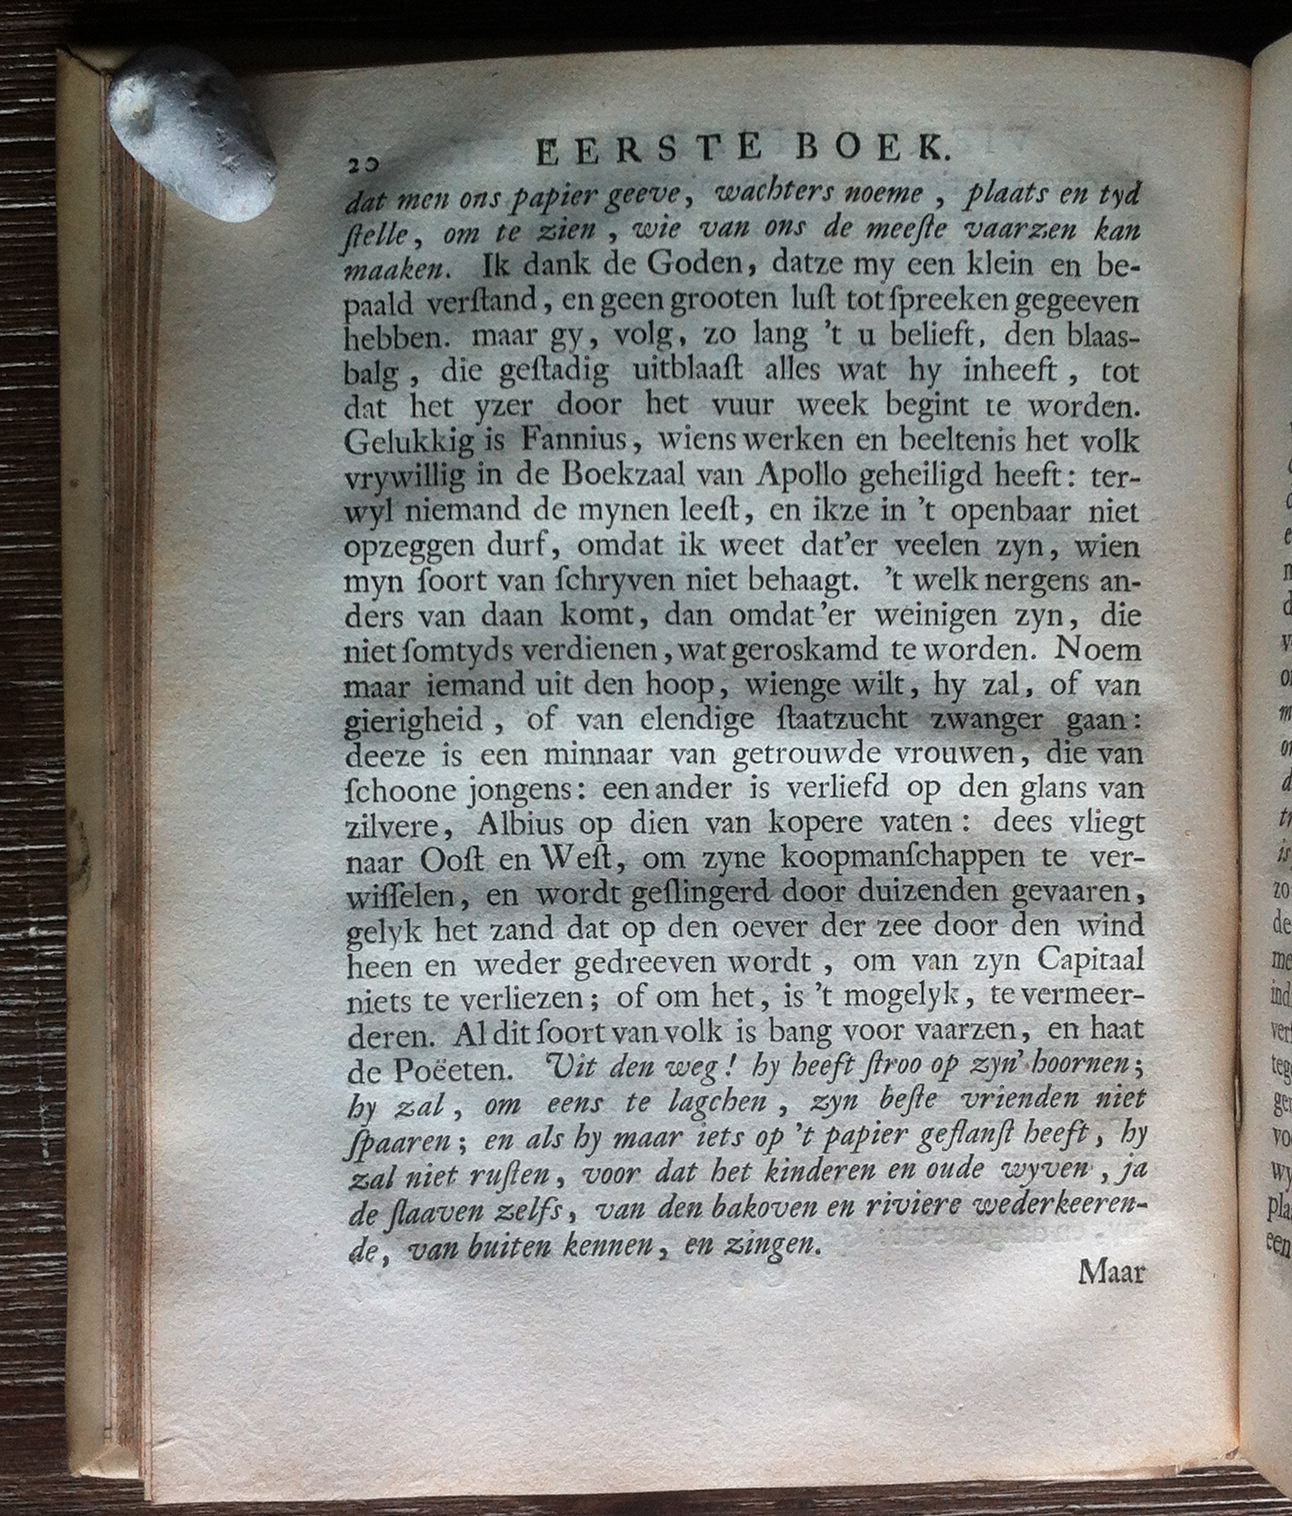 20 EERSTE BOEK.
dat men ons papier geeve, wachters noeme, plaats en tyd
ſtelle, om te zien, wie van ons de meeſte vaarzen kan
maaken. Ik dank de Goden, datze my een klein en be-
paald verſtand, en geen grooten luſt tot ſpreeken gegeeven
hebben. maar gy, volg, zo lang 't u belieft, den blaas-
balg, die geſtadig uitblaaſt alles wat hy inheeft, tot
dat het yzer door het vuur week begint te worden.
Gelukkig is Fannius, wiens werken en beeltenis het volk
vrywillig in de Boekzaal van Apollo geheiligd heeft: ter-
wyl niemand de mynen leeſt, en ikze in 't openbaar niet
opzeggen durf, omdat ik weet dat'er veelen zyn, wien
myn ſoort van ſchryven niet behaagt. 't welk nergens an-
ders van daan komt, dan omdat'er weinigen zyn, die
niet ſomtyds verdienen, wat geroskamd te worden. Noem
maar iemand uit den hoop, wienge wilt, hy zal, of van
gierigheid, of van elendige ſtaatzucht zwanger gaan:
deeze is een minnaar van getrouwde vrouwen, die van
ſchoone jongens: een ander is verliefd op den glans van
zilvere, Albius op dien van kopere vaten: dees vliegt
naar Ooſt en Weſt, om zyne koopmanſchappen te ver-
wiſſelen, en wordt geſlingerd door duizenden gevaaren,
gelyk het zand dat op den oever der zee door den wind
heen en weder gedreeven wordt, om van zyn Capitaal
niets te verliezen; of om het, is 't mogelyk, te vermeer-
deren. Al dit ſoort van volk is bang voor vaarzen, en haat
de Poëeten. Uit den weg! hy heeft ſtroo op zyn' hoornen;
hy zal, om eens te lagchen, zyn beſte vrienden niet
ſpaaren; en als hy maar iets op 't papier geflanſt heeft, hy
zal niet ruſten, voor dat het kinderen en oude wyven, ja
de ſlaaven zelfs, van den bakoven en riviere wederkeeren-
de, van buiten kennen, en zingen.
Maar